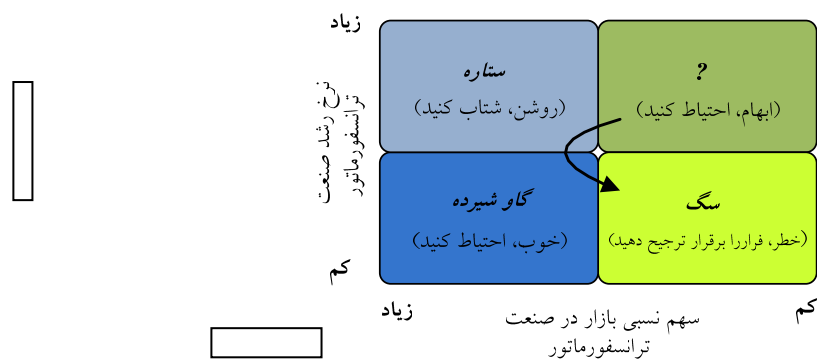 زیاد
نرخ رشد صنعت
ترانسفورماتور
کم
ستاره
(روشن، شتاب کنید)
?
(ابهام، احتیاط کنید)
گاو شیرده
(خوب، احتیاط کنید)
سگ
(خطر، فراررا برقرار ترجیح دهید)
زیاد
کم
سهم نسبی بازار در صنعت
ترانسفورماتور